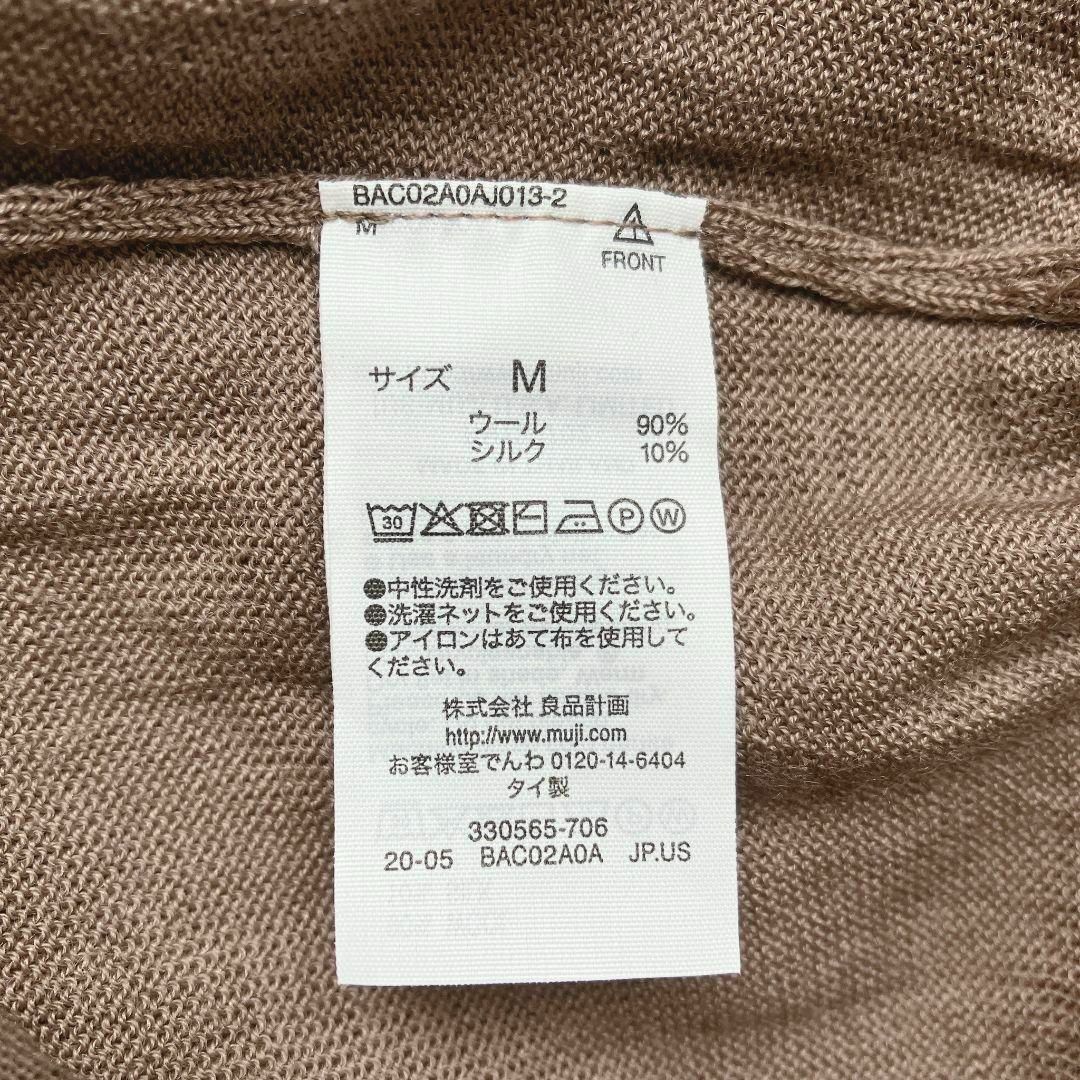 BAC02A0AJ013-2
M
FRONT
サイズ M
ウール 90%
シルク 10%
30 P W
●中性洗剤をご使用ください。
●洗濯ネットをご使用ください。
●アイロンはあて布を使用して
ください。
株式会社 良品計画
http://www.muji.com
お客様室でんわ 0120-14-6404
タイ製
330565-706
20-05 BAC02A0A JP.US